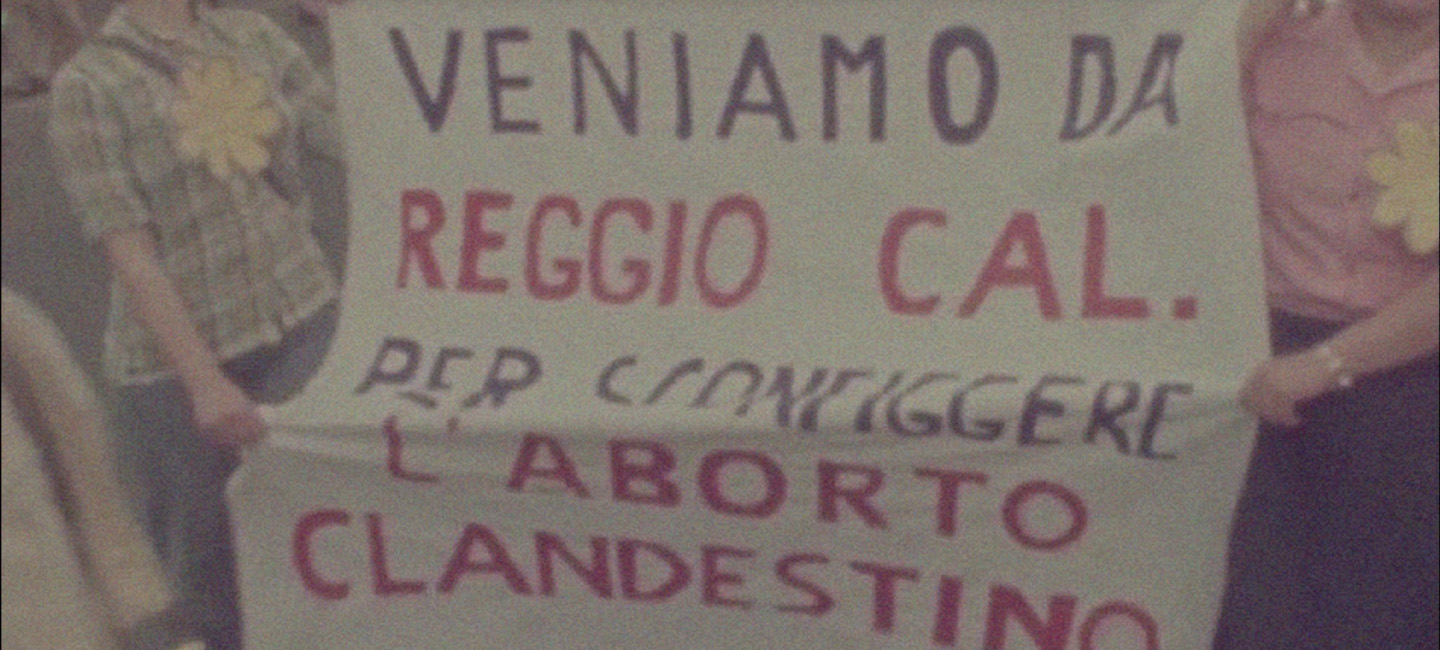 VENIAMO DA
REGGIO CAL.
PER SCONFIGGERE
L'ABORTO
CLANDESTINO